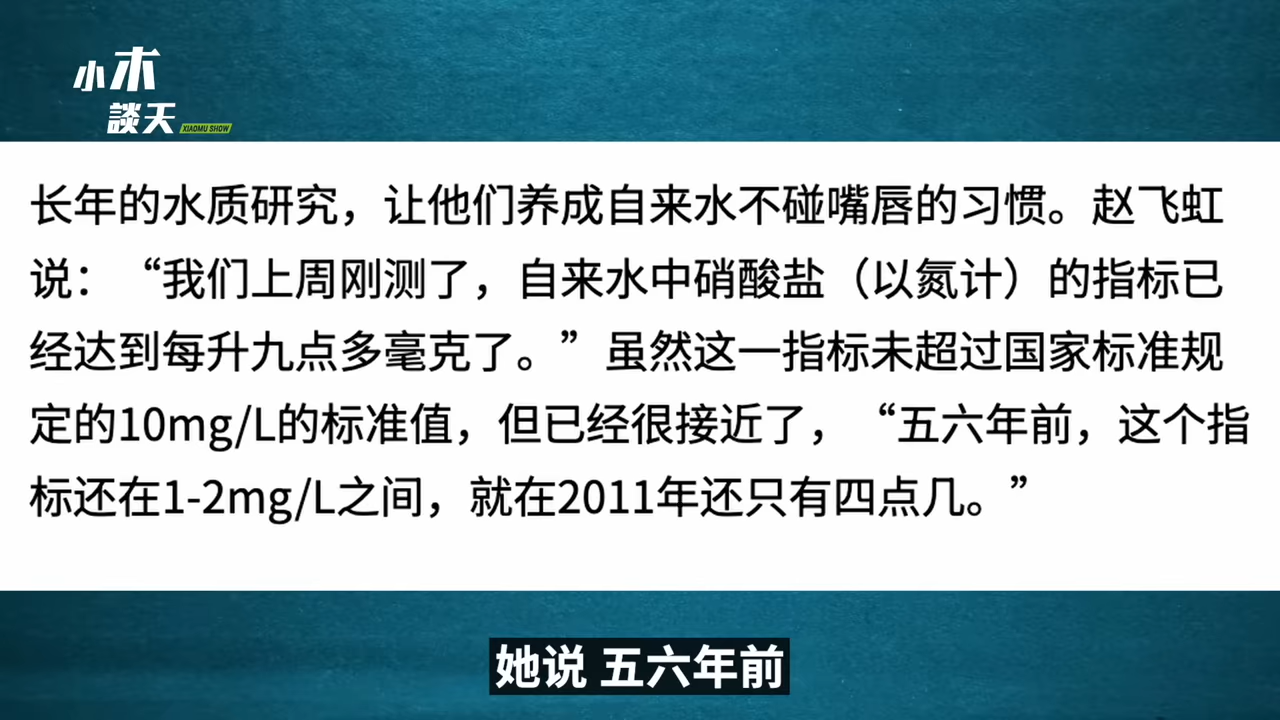 小木
談天
XIAOMU SHOW
长年的水质研究，让他们养成自来水不碰嘴唇的习惯。赵飞虹
说：“我们上周刚测了，自来水中硝酸盐（以氮计）的指标已
经达到每升九点多毫克了。”虽然这一指标未超过国家标准规
定的10mg/L的标准值，但已经很接近了，“五六年前，这个指
标还在1-2mg/L之间，就在2011年还只有四点几。”
她说 五六年前